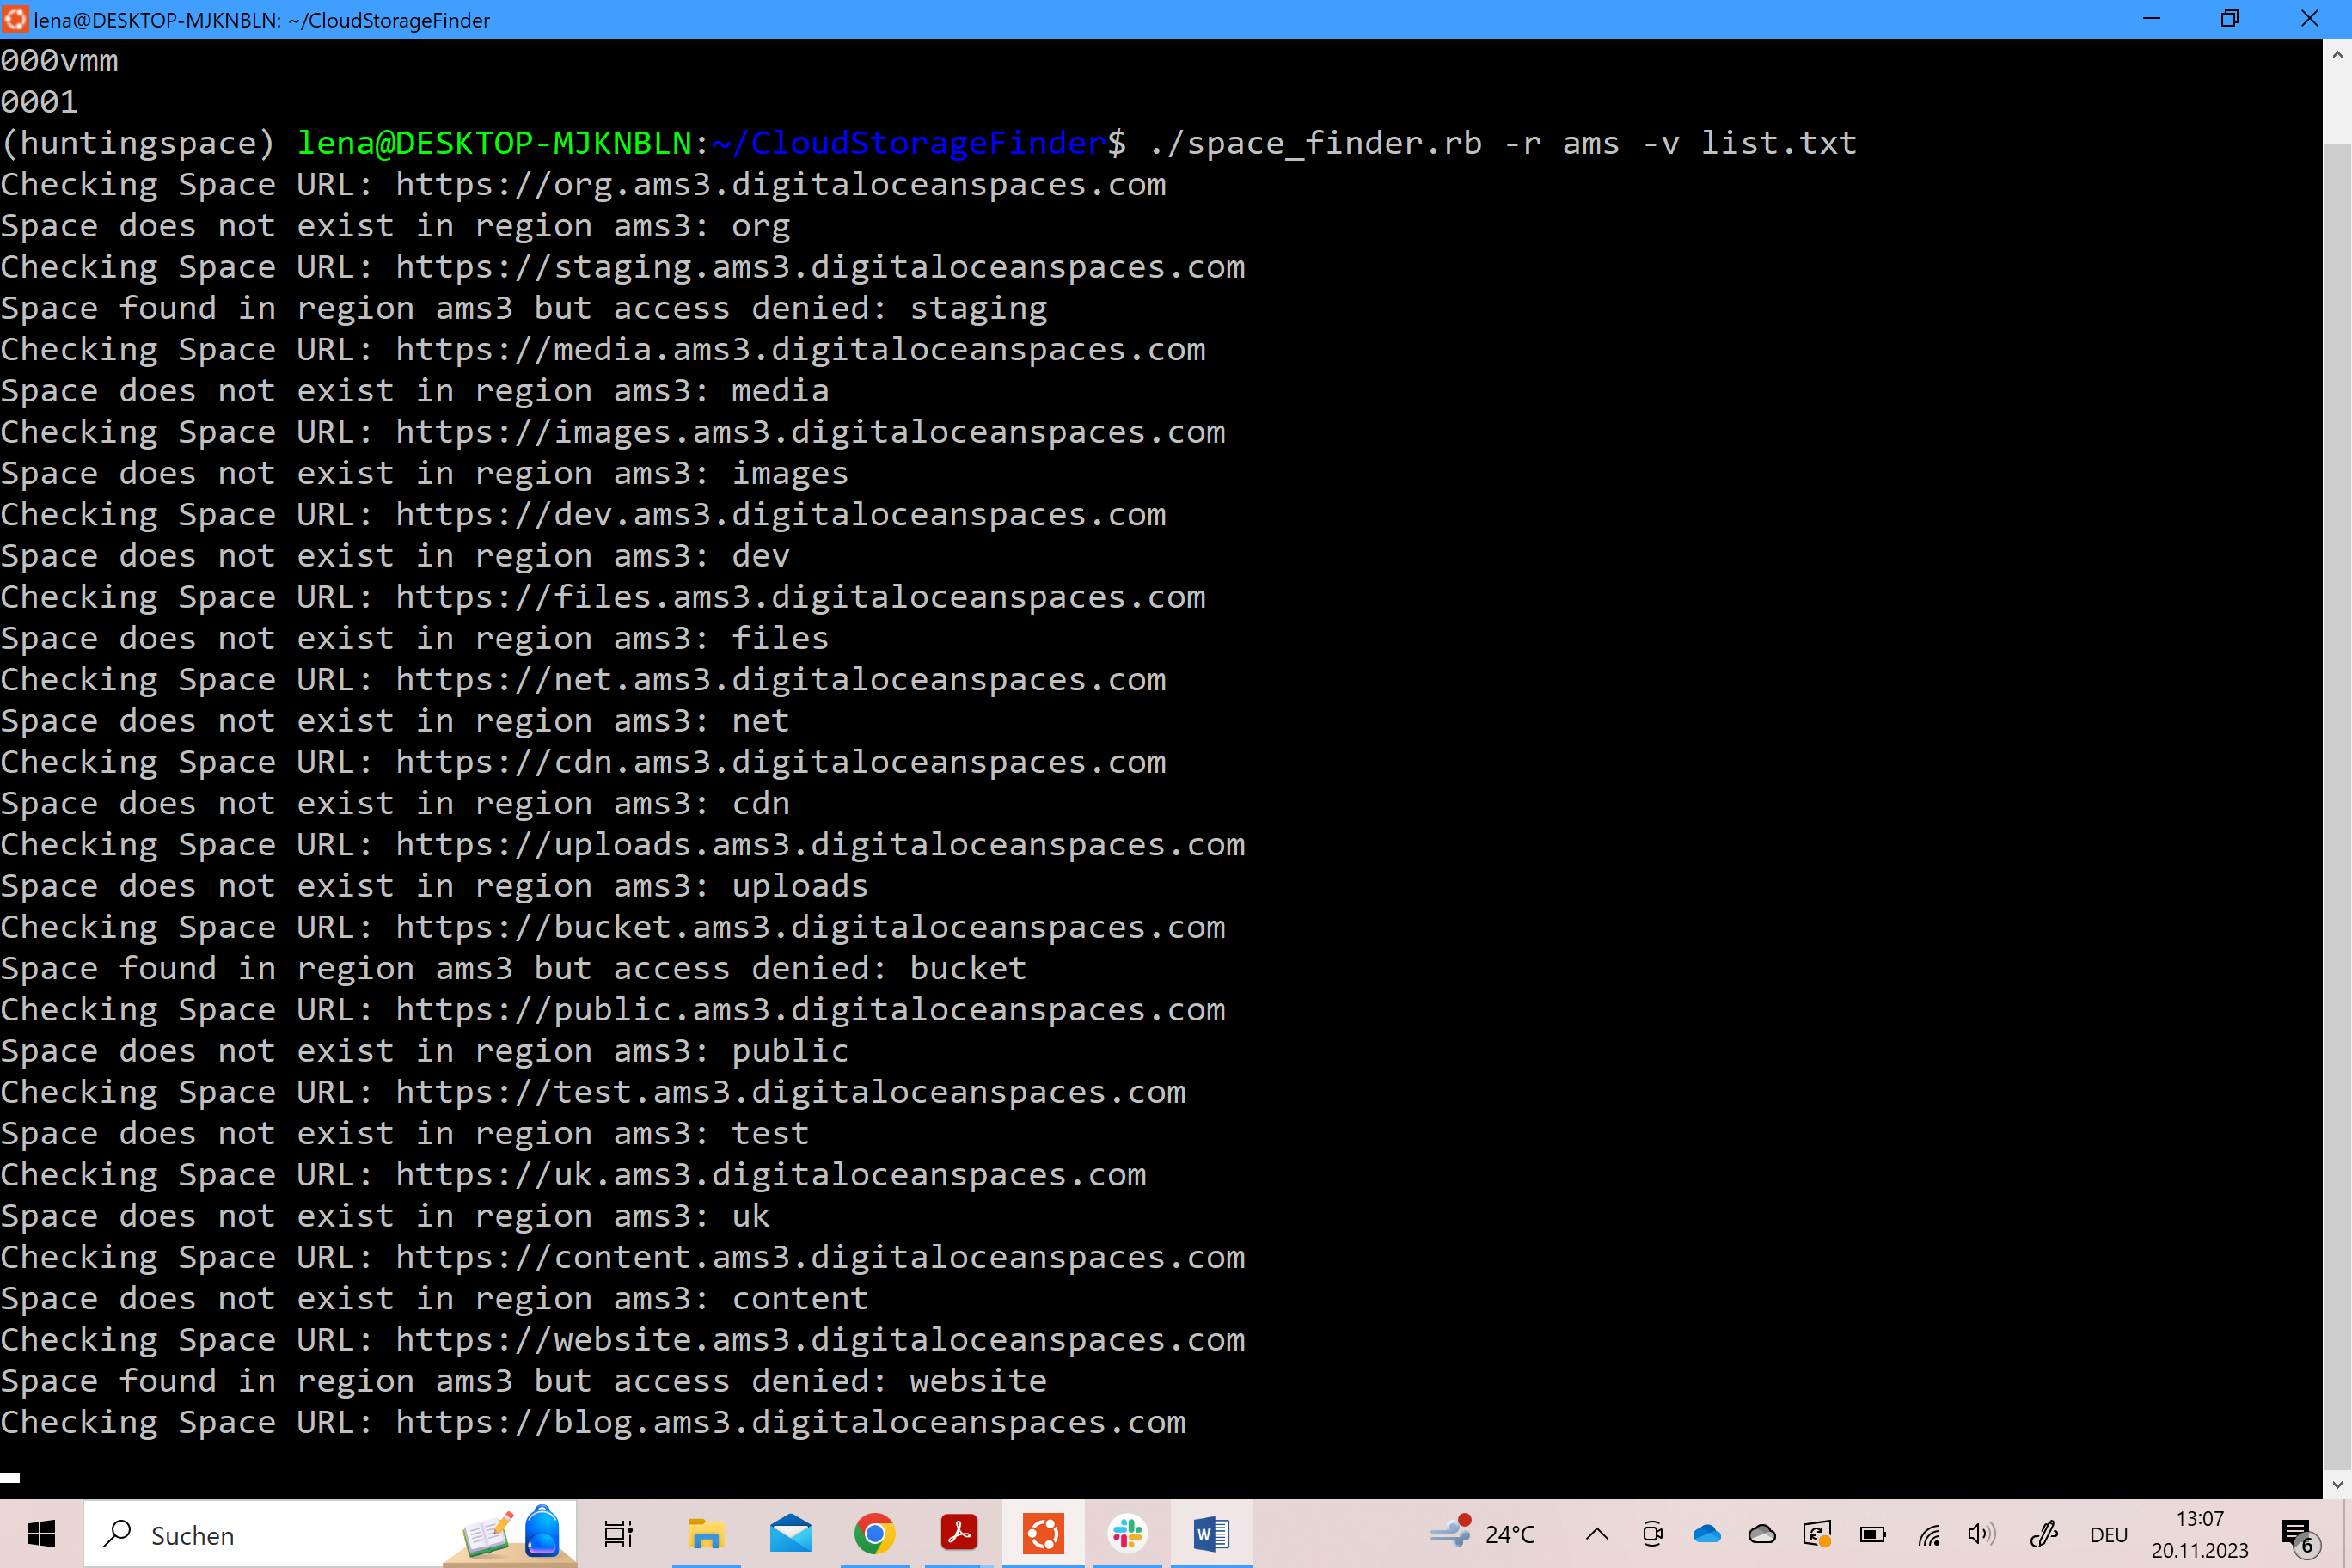 lena@DESKTOP-MJKNBLN: ~/CloudStorageFinder
000vmm
0001
(huntingspace) lena@DESKTOP-MJKNBLN:~/CloudStorageFinder$ ./space_finder.rb -r ams -v list.txt
Checking Space URL: https://org.ams3.digitaloceanspaces.com
Space does not exist in region ams3: org
Checking Space URL: https://staging.ams3.digitaloceanspaces.com
Space found in region ams3 but access denied: staging
Checking Space URL: https://media.ams3.digitaloceanspaces.com
Space does not exist in region ams3: media
Checking Space URL: https://images.ams3.digitaloceanspaces.com
Space does not exist in region ams3: images
Checking Space URL: https://dev.ams3.digitaloceanspaces.com
Space does not exist in region ams3: dev
Checking Space URL: https://files.ams3.digitaloceanspaces.com
Space does not exist in region ams3: files
Checking Space URL: https://net.ams3.digitaloceanspaces.com
Space does not exist in region ams3: net
Checking Space URL: https://cdn.ams3.digitaloceanspaces.com
Space does not exist in region ams3: cdn
Checking Space URL: https://uploads.ams3.digitaloceanspaces.com
Space does not exist in region ams3: uploads
Checking Space URL: https://bucket.ams3.digitaloceanspaces.com
Space found in region ams3 but access denied: bucket
Checking Space URL: https://public.ams3.digitaloceanspaces.com
Space does not exist in region ams3: public
Checking Space URL: https://test.ams3.digitaloceanspaces.com
Space does not exist in region ams3: test
Checking Space URL: https://uk.ams3.digitaloceanspaces.com
Space does not exist in region ams3: uk
Checking Space URL: https://content.ams3.digitaloceanspaces.com
Space does not exist in region ams3: content
Checking Space URL: https://website.ams3.digitaloceanspaces.com
Space found in region ams3 but access denied: website
Checking Space URL: https://blog.ams3.digitaloceanspaces.com
Suchen
W
24°C
DEU
13:07
20.11.2023
6